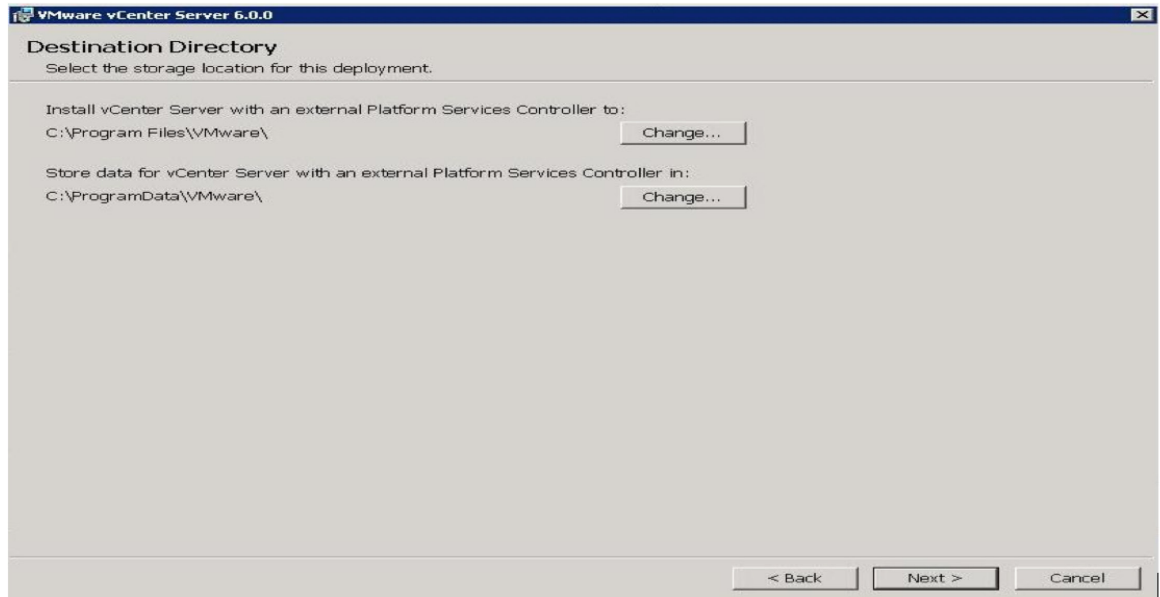 VMware vCenter Server 6.0.0
Destination Directory
Select the storage location for this deployment.
Install vCenter Server with an external Platform Services Controller to:
C:\Program Files\VMware\
Change...
Store data for vCenter Server with an external Platform Services Controller in:
C:\ProgramData\VMware\
Change...
< Back
Next >
Cancel